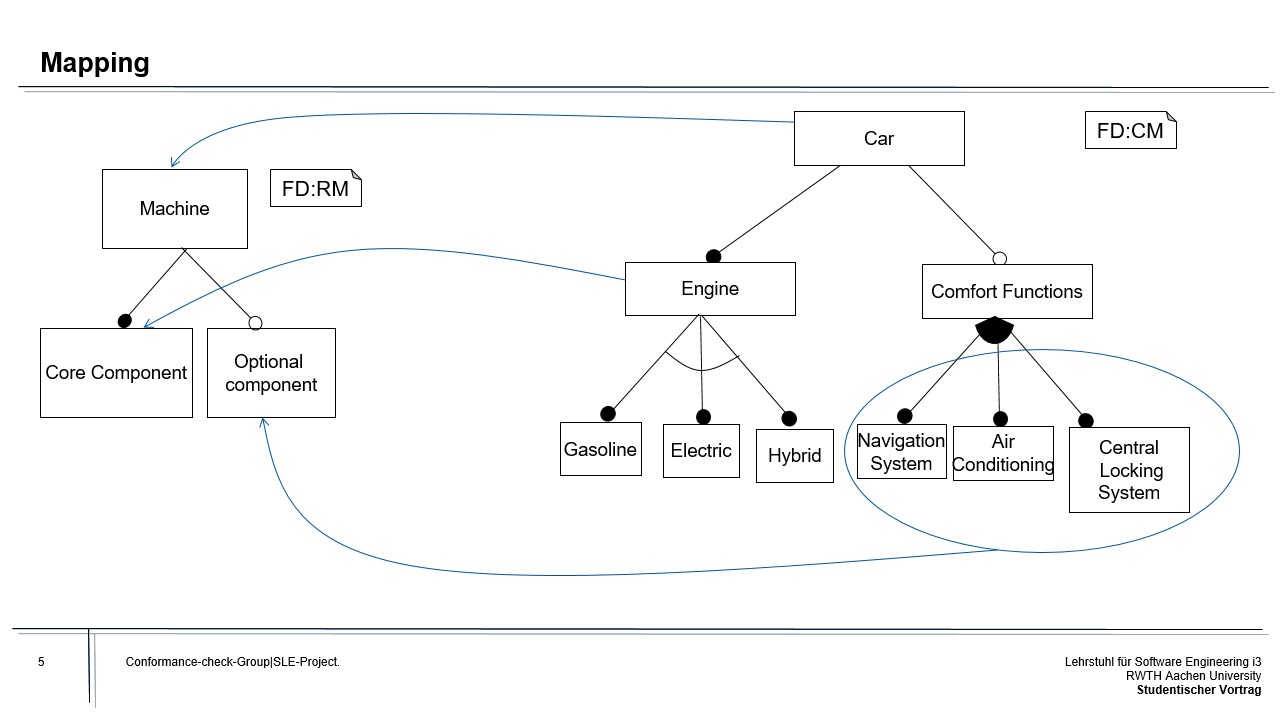 Mapping
Car
FD:CM
Machine
FD:RM
Engine
Comfort Functions
Core Component
Optional
component
Gasoline
Electric
Hybrid
Navigation
System
Air
Conditioning
Central
Locking
System
5
Conformance-check-Group|SLE-Project.
Lehrstuhl für Software Engineering i3
RWTH Aachen University
Studentischer Vortrag